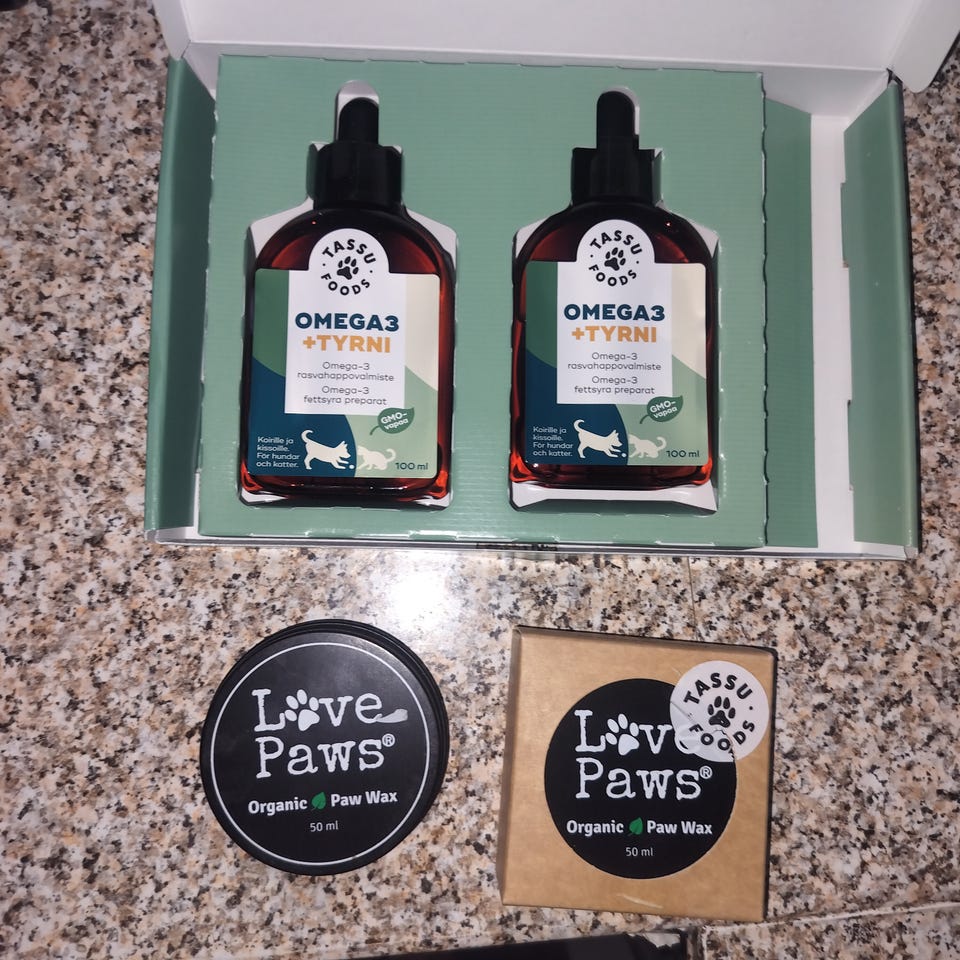 TASSU
FOODS
OMEGA3
+TYRNI
Omega-3
rasvahappovalmiste
Omega-3
fettsyra preparat
GMO-
vapaa
Koirille ja
kissoille.
För hundar
och katter.
100 ml
TASSU
FOODS
OMEGA3
+TYRNI
Omega-3
rasvahappovalmiste
Omega-3
fettsyra preparat
GMO-
vapaa
Koirille ja
kissoille.
För hundar
och katter.
100 ml
Love
Paws®
Organic Paw Wax
50 ml
TASSU
FOODS
Love
Paws®
Organic Paw Wax
50 ml